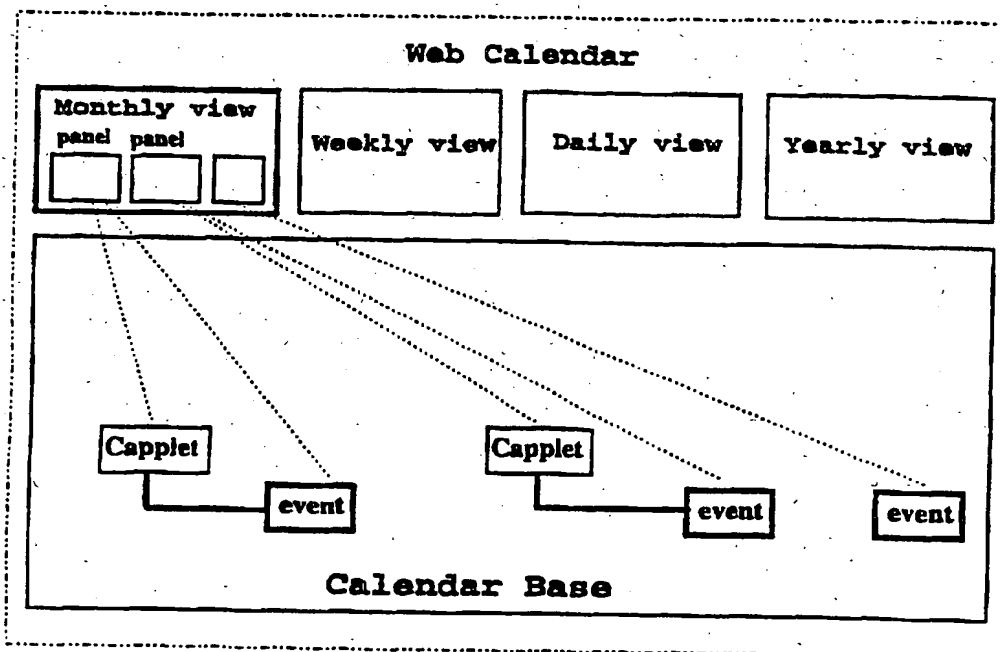 Web Calendar
Monthly view
panel panel
Weekly view
Daily view
Yearly view
Capplet
event
Capplet
event
event
Calendar Base